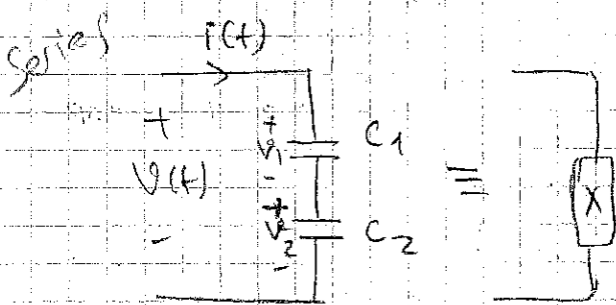 series
i(t)
+
+
V1
C1
V(t)
-
≡
X
+
V2
C2
-
-